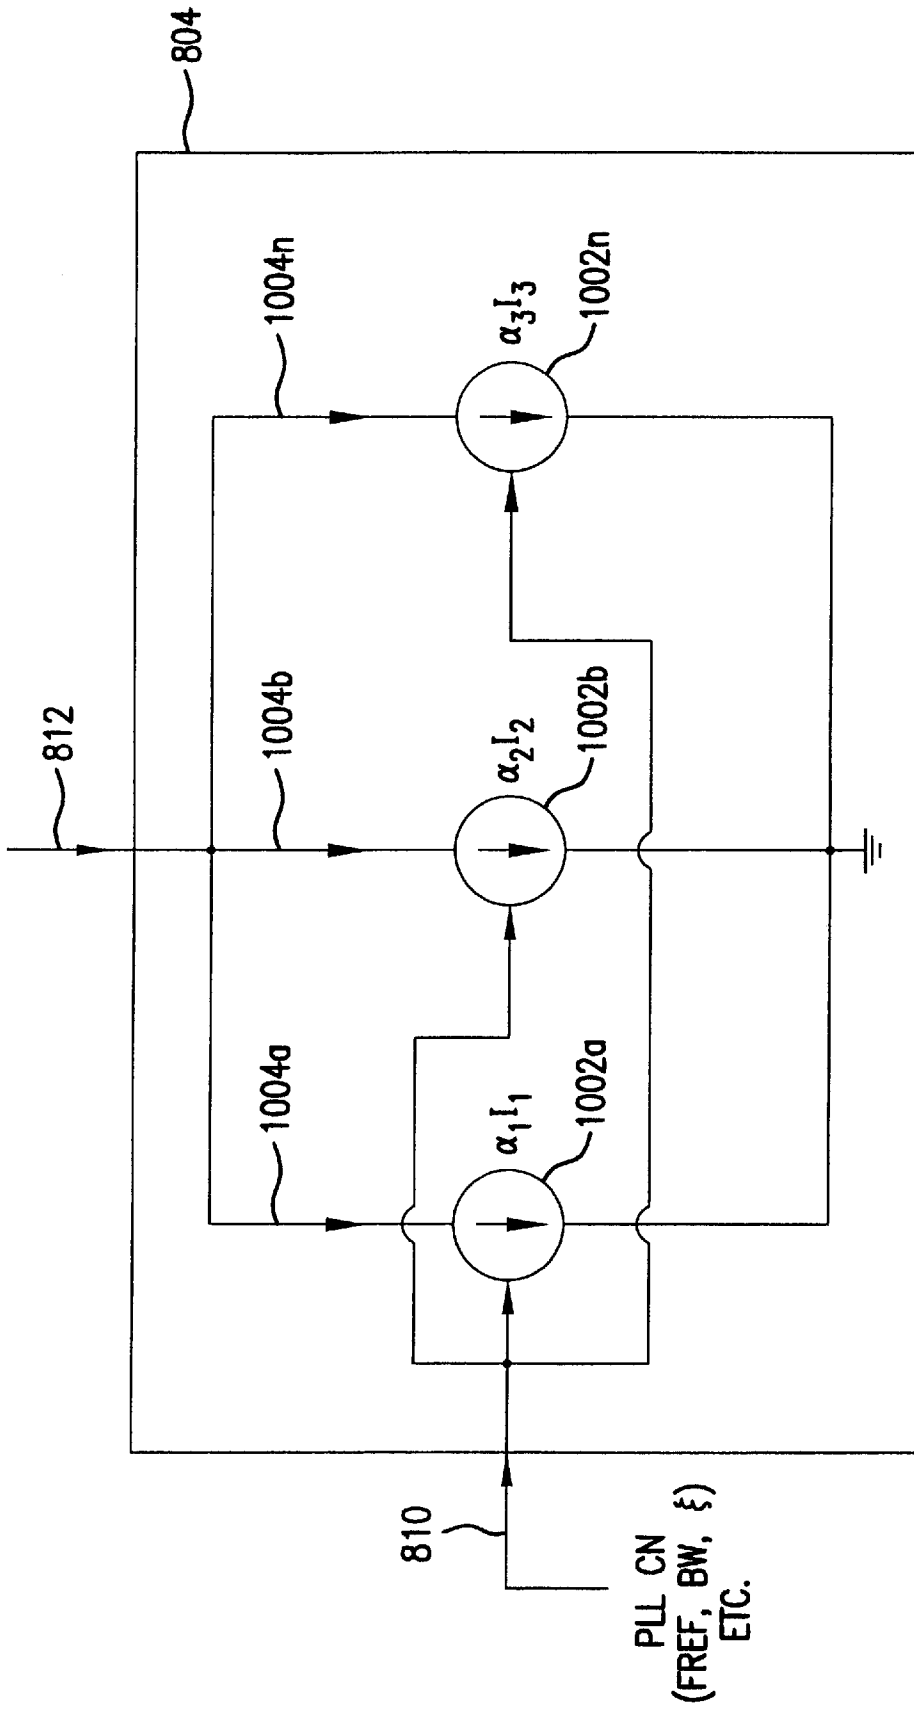 804
812
1004a
1004b
1004n
α1I1
1002a
α2I2
1002b
α3I3
1002n
810
PLL CN
(FREF, BW, ξ)
ETC.